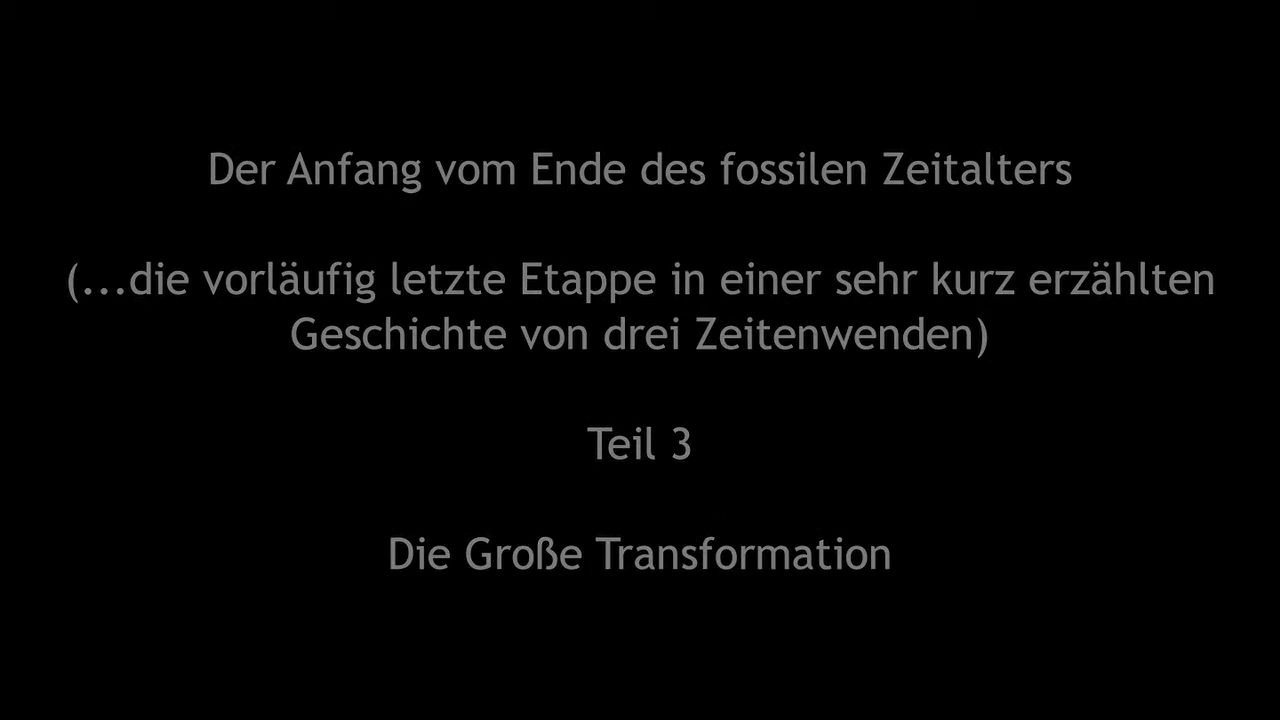 Der Anfang vom Ende des fossilen Zeitalters
(...die vorläufig letzte Etappe in einer sehr kurz erzählten
Geschichte von drei Zeitenwenden)
Teil 3
Die Große Transformation